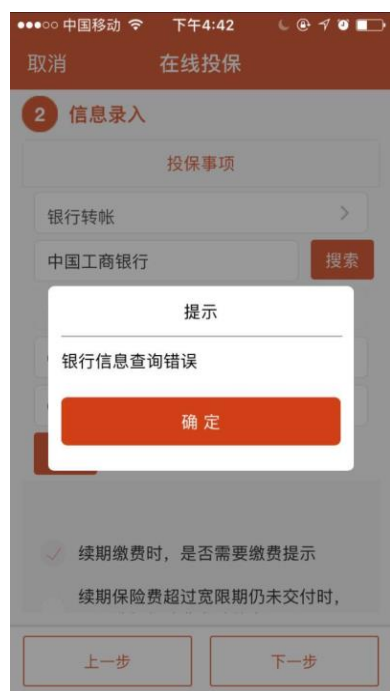 中国移动 下午4:42
取消 在线投保
2 信息录入
投保事项
银行转帐
中国工商银行 搜索
提示
银行信息查询错误
确 定
续期缴费时，是否需要缴费提示
续期保险费超过宽限期仍未交付时，
上一步 下一步